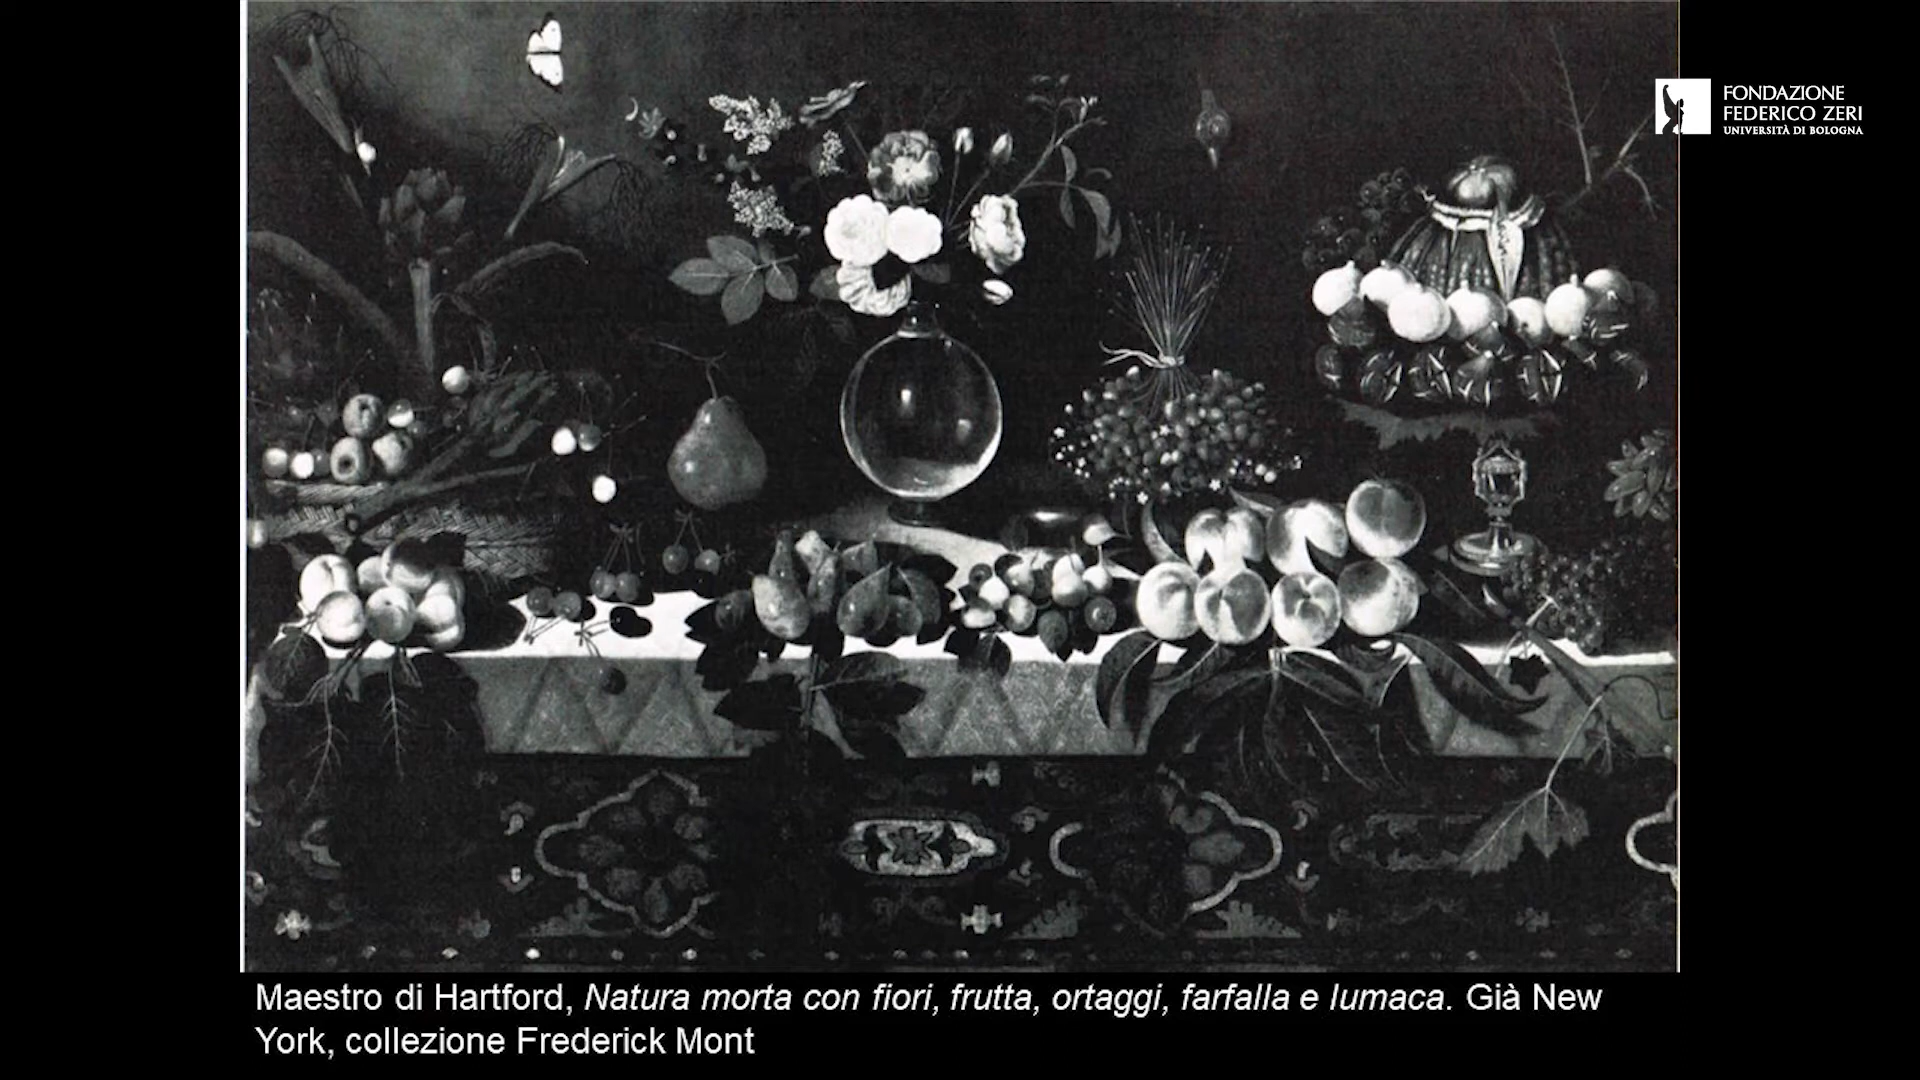 FONDAZIONE
FEDERICO ZERI
UNIVERSITÀ DI BOLOGNA
Maestro di Hartford, Natura morta con fiori, frutta, ortaggi, farfalla e lumaca. Già New
York, collezione Frederick Mont